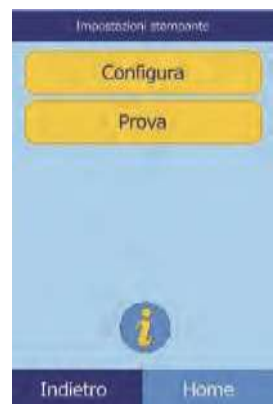 Impostazioni stampante
Configura
Prova
i
Indietro
Home